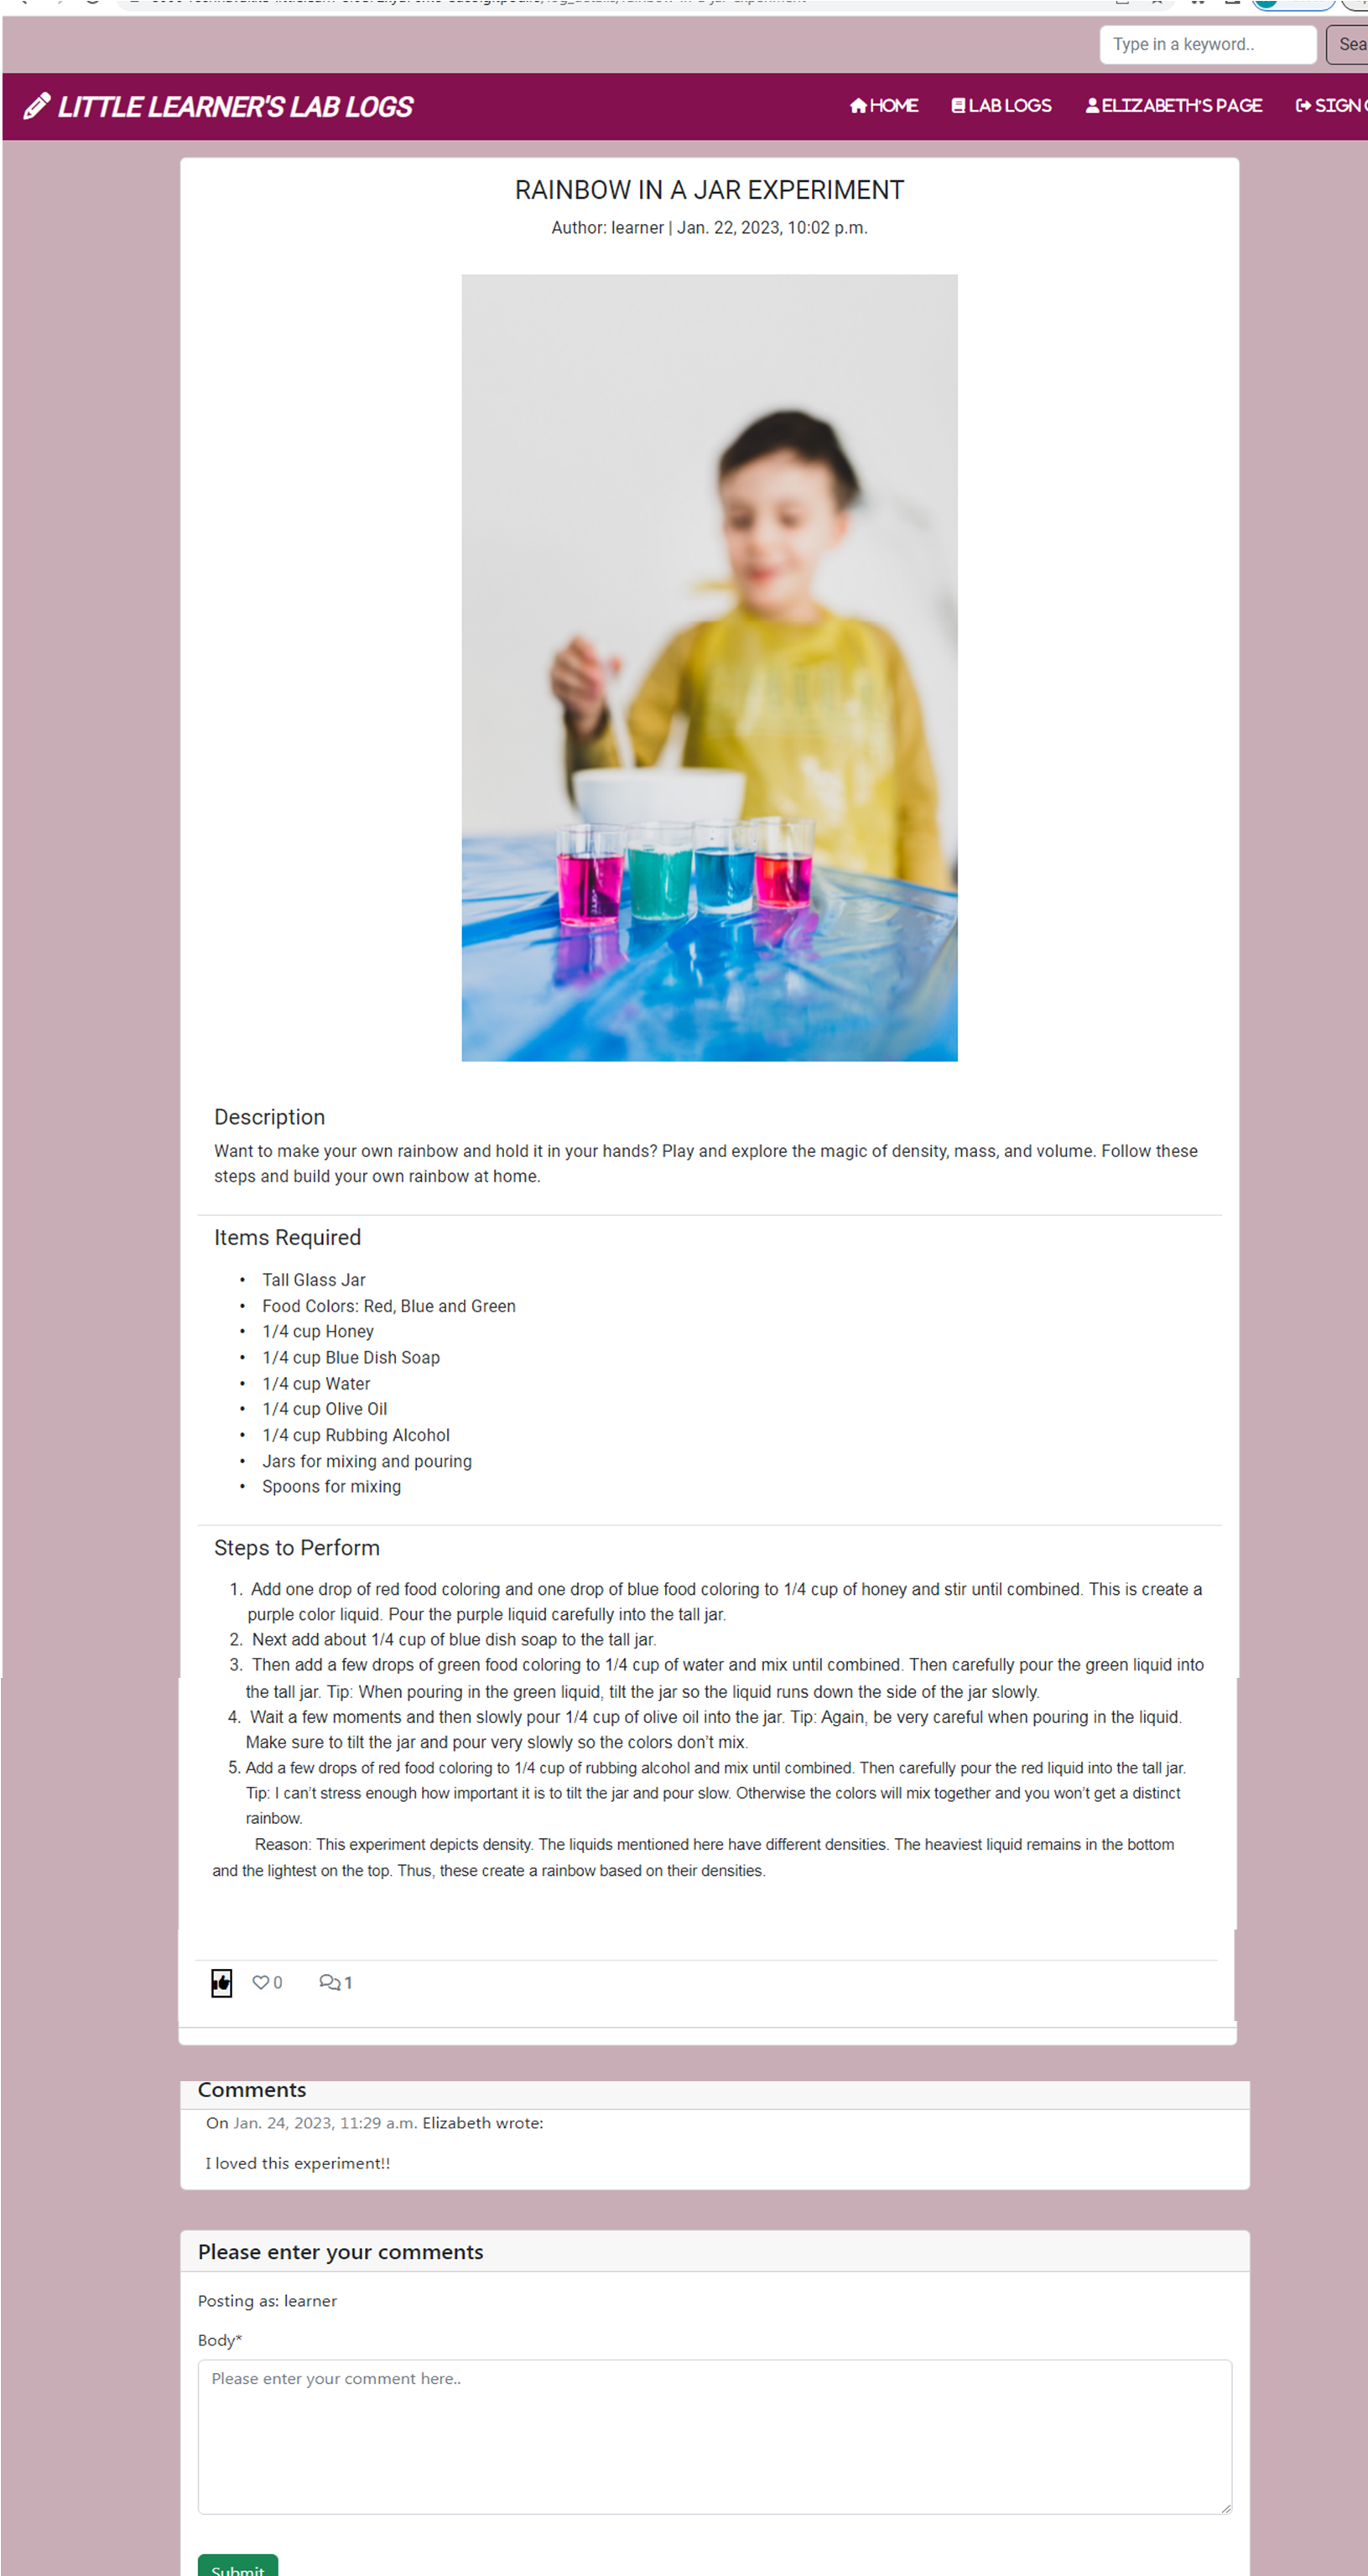 Type in a keyword..
LITTLE LEARNER'S LAB LOGS
HOME
LAB LOGS
ELIZABETH'S PAGE
SIGN
RAINBOW IN A JAR EXPERIMENT
Author: learner | Jan. 22, 2023, 10:02 p.m.
Description
Want to make your own rainbow and hold it in your hands? Play and explore the magic of density, mass, and volume. Follow these
steps and build your own rainbow at home.
Items Required
• Tall Glass Jar
• Food Colors: Red, Blue and Green
• 1/4 cup Honey
• 1/4 cup Blue Dish Soap
• 1/4 cup Water
• 1/4 cup Olive Oil
• 1/4 cup Rubbing Alcohol
• Jars for mixing and pouring
• Spoons for mixing
Steps to Perform
1. Add one drop of red food coloring and one drop of blue food coloring to 1/4 cup of honey and stir until combined. This is create a
purple color liquid. Pour the purple liquid carefully into the tall jar.
2. Next add about 1/4 cup of blue dish soap to the tall jar.
3. Then add a few drops of green food coloring to 1/4 cup of water and mix until combined. Then carefully pour the green liquid into
the tall jar. Tip: When pouring in the green liquid, tilt the jar so the liquid runs down the side of the jar slowly.
4. Wait a few moments and then slowly pour 1/4 cup of olive oil into the jar. Tip: Again, be very careful when pouring in the liquid.
Make sure to tilt the jar and pour very slowly so the colors don't mix.
5. Add a few drops of red food coloring to 1/4 cup of rubbing alcohol and mix until combined. Then carefully pour the red liquid into the tall jar.
Tip: I can't stress enough how important it is to tilt the jar and pour slow. Otherwise the colors will mix together and you won't get a distinct
rainbow.
Reason: This experiment depicts density. The liquids mentioned here have different densities. The heaviest liquid remains in the bottom
and the lightest on the top. Thus, these create a rainbow based on their densities.
0 1
Comments
On Jan. 24, 2023, 11:29 a.m. Elizabeth wrote:
I loved this experiment!!
Please enter your comments
Posting as: learner
Body*
Please enter your comment here..
Submit